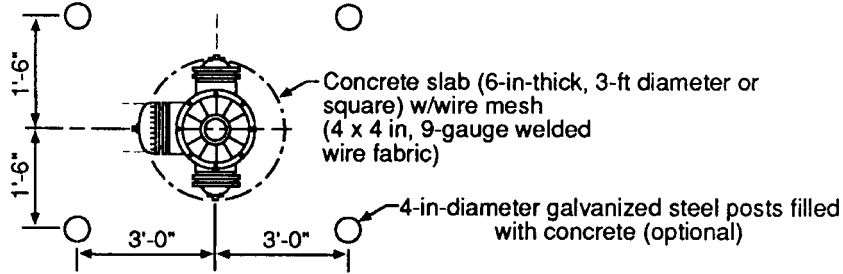 1'-6"
1'-6"
Concrete slab (6-in-thick, 3-ft diameter or
square) w/wire mesh
(4 x 4 in, 9-gauge welded
wire fabric)
4-in-diameter galvanized steel posts filled
with concrete (optional)
3'-0"
3'-0"